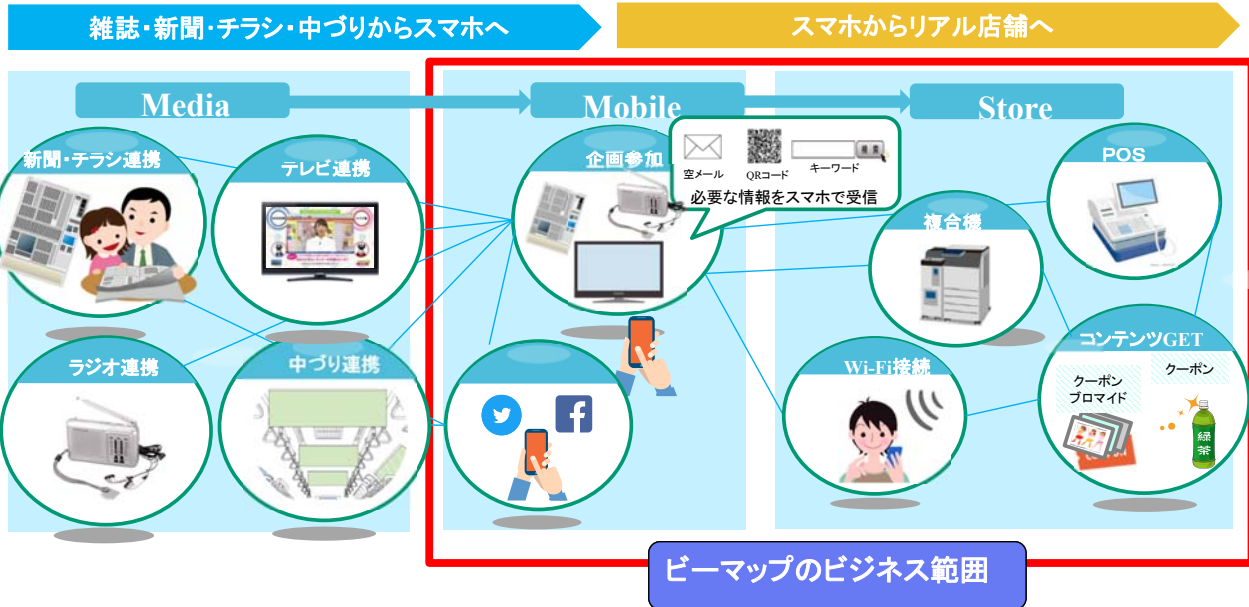 雑誌・新聞・チラシ・中づりからスマホへ
スマホからリアル店舗へ
Media
Mobile
Store
新聞・チラシ連携
テレビ連携
ラジオ連携
中づり連携
企画参加
空メール
QRコード
キーワード
検索
必要な情報をスマホで受信
複合機
POS
Wi-Fi接続
コンテンツGET
クーポン
ブロマイド
クーポン
緑茶
ビーマップのビジネス範囲